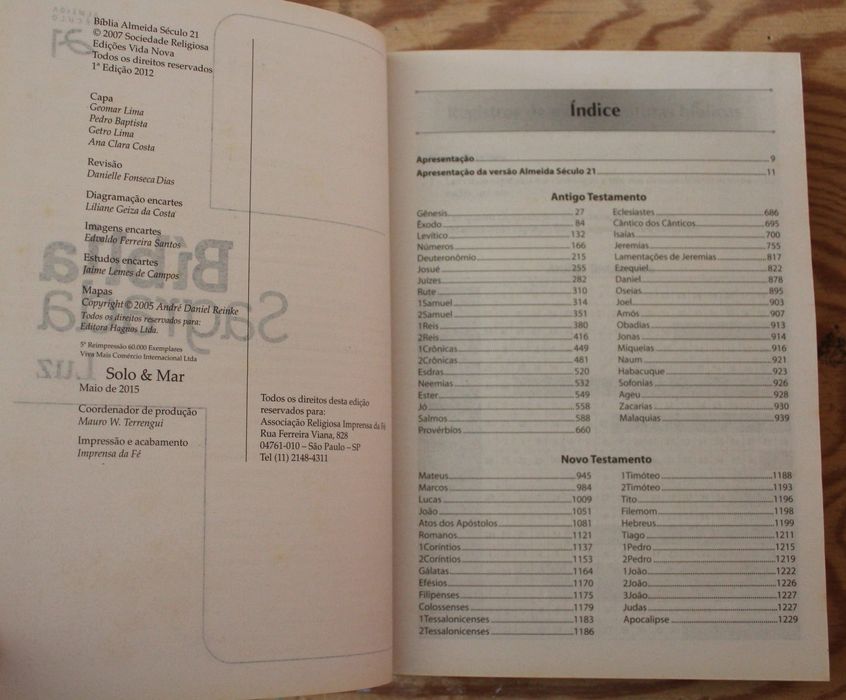 Bíblia Almeida Século 21
© 2007 Sociedade Religiosa
Edições Vida Nova
Todos os direitos reservados
1ª Edição 2012
Capa
Geomar Lima
Pedro Baptista
Getro Lima
Ana Clara Costa
Revisão
Danielle Fonseca Dias
Diagramação encartes
Liliane Geiza da Costa
Imagens encartes
Edvaldo Ferreira Santos
Estudos encartes
Jaime Lemes de Campos
Mapas
Copyright © 2005 André Daniel Reinke
Todos os direitos reservados para:
Editora Hagnos Ltda.
5ª Reimpressão 60.000 Exemplares
Viva Mais Comércio Internacional Ltda
Solo & Mar
Maio de 2015
Coordenador de produção
Mauro W. Terrengui
Impressão e acabamento
Imprensa da Fé
Todos os direitos desta edição
reservados para:
Associação Religiosa Imprensa da Fé
Rua Ferreira Viana, 828
04761-010 – São Paulo – SP
Tel (11) 2148-4311
Bíblia
Sagrada
Luz
Índice
Apresentação 9
Apresentação da versão Almeida Século 21 11
Antigo Testamento
Gênesis 27
Êxodo 84
Levítico 132
Números 166
Deuteronômio 215
Josué 255
Juízes 282
Rute 310
1Samuel 314
2Samuel 351
1Reis 380
2Reis 416
1Crônicas 449
2Crônicas 481
Esdras 520
Neemias 532
Ester 549
Jó 558
Salmos 588
Provérbios 660
Eclesiastes 686
Cântico dos Cânticos 695
Isaías 700
Jeremias 755
Lamentações de Jeremias 817
Ezequiel 822
Daniel 878
Oseias 895
Joel 903
Amós 907
Obadias 913
Jonas 914
Miqueias 916
Naum 921
Habacuque 923
Sofonias 926
Ageu 928
Zacarias 930
Malaquias 939
Novo Testamento
Mateus 945
Marcos 984
Lucas 1009
João 1051
Atos dos Apóstolos 1081
Romanos 1121
1Coríntios 1137
2Coríntios 1153
Gálatas 1164
Efésios 1170
Filipenses 1175
Colossenses 1179
1Tessalonicenses 1183
2Tessalonicenses 1186
1Timóteo 1188
2Timóteo 1193
Tito 1196
Filemom 1198
Hebreus 1199
Tiago 1211
1Pedro 1215
2Pedro 1219
1João 1222
2João 1226
3João 1227
Judas 1227
Apocalipse 1229